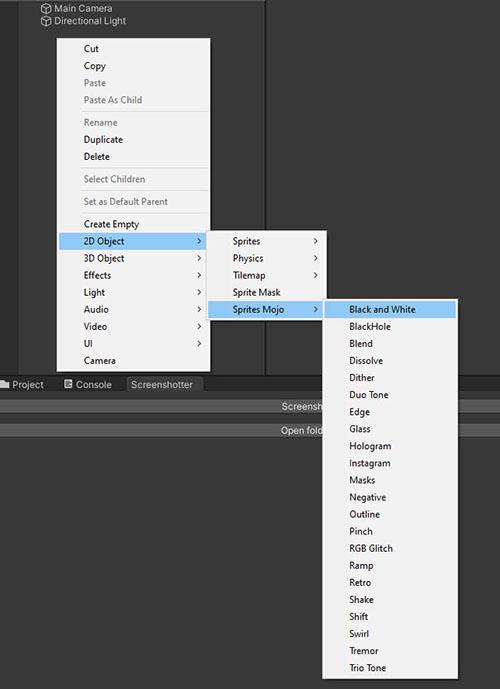 Main Camera
Directional Light
Cut
Copy
Paste
Paste As Child
Rename
Duplicate
Delete
Select Children
Set as Default Parent
Create Empty
2D Object
3D Object
Effects
Light
Audio
Video
UI
Camera
Sprites
Physics
Tilemap
Sprite Mask
Sprites Mojo
Black and White
BlackHole
Blend
Dissolve
Dither
Duo Tone
Edge
Glass
Hologram
Instagram
Masks
Negative
Outline
Pinch
RGB Glitch
Ramp
Retro
Shake
Shift
Swirl
Tremor
Trio Tone
Project
Console
Screenshotter
Screensh
Open fold